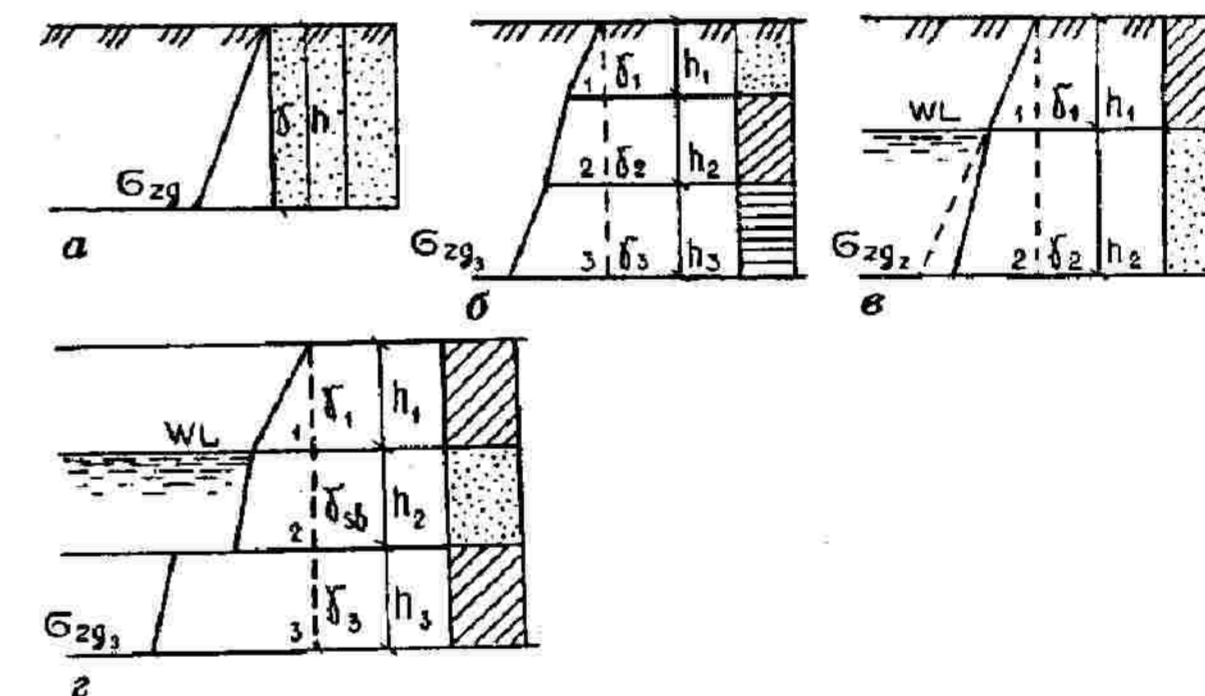 γ h
σzg
а
1 γ1 h1
2 γ2 h2
σzg3 3 γ3 h3
б
WL 1 γ1 h1
σzg2 2 γ2 h2
в
γ1 h1
WL 1
γsb h2
2
γ3 h3
σzg3 3
г